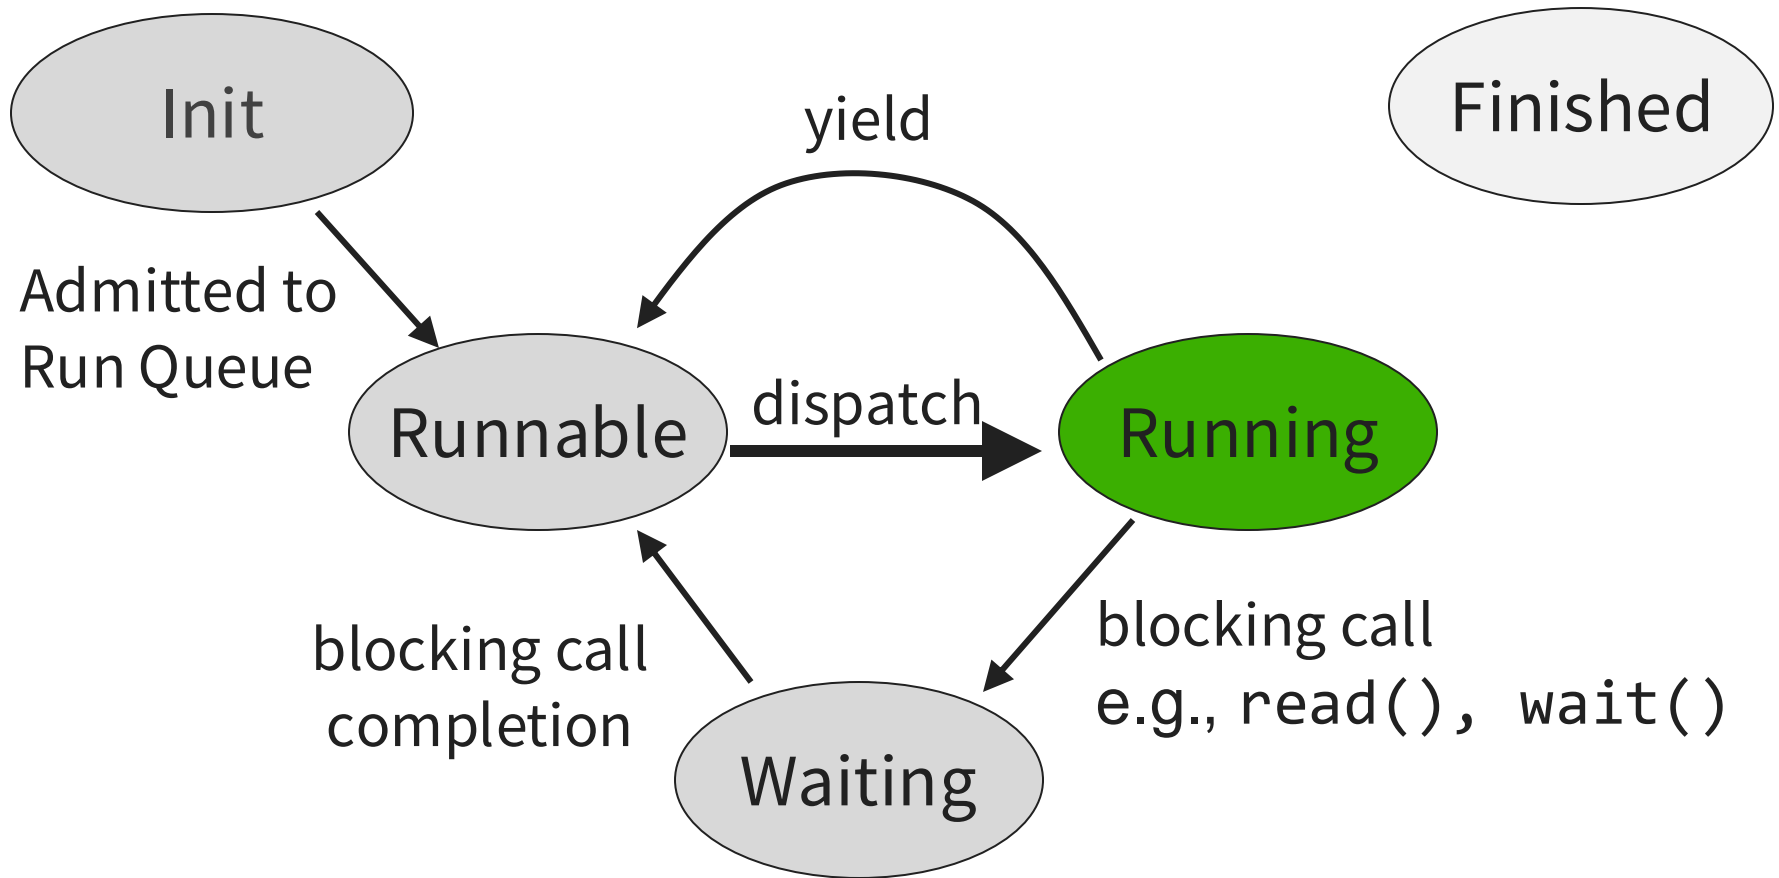 Init
Finished
yield
Admitted to
Run Queue
dispatch
Runnable
Running
blocking call
completion
blocking call
e.g., read(), wait()
Waiting